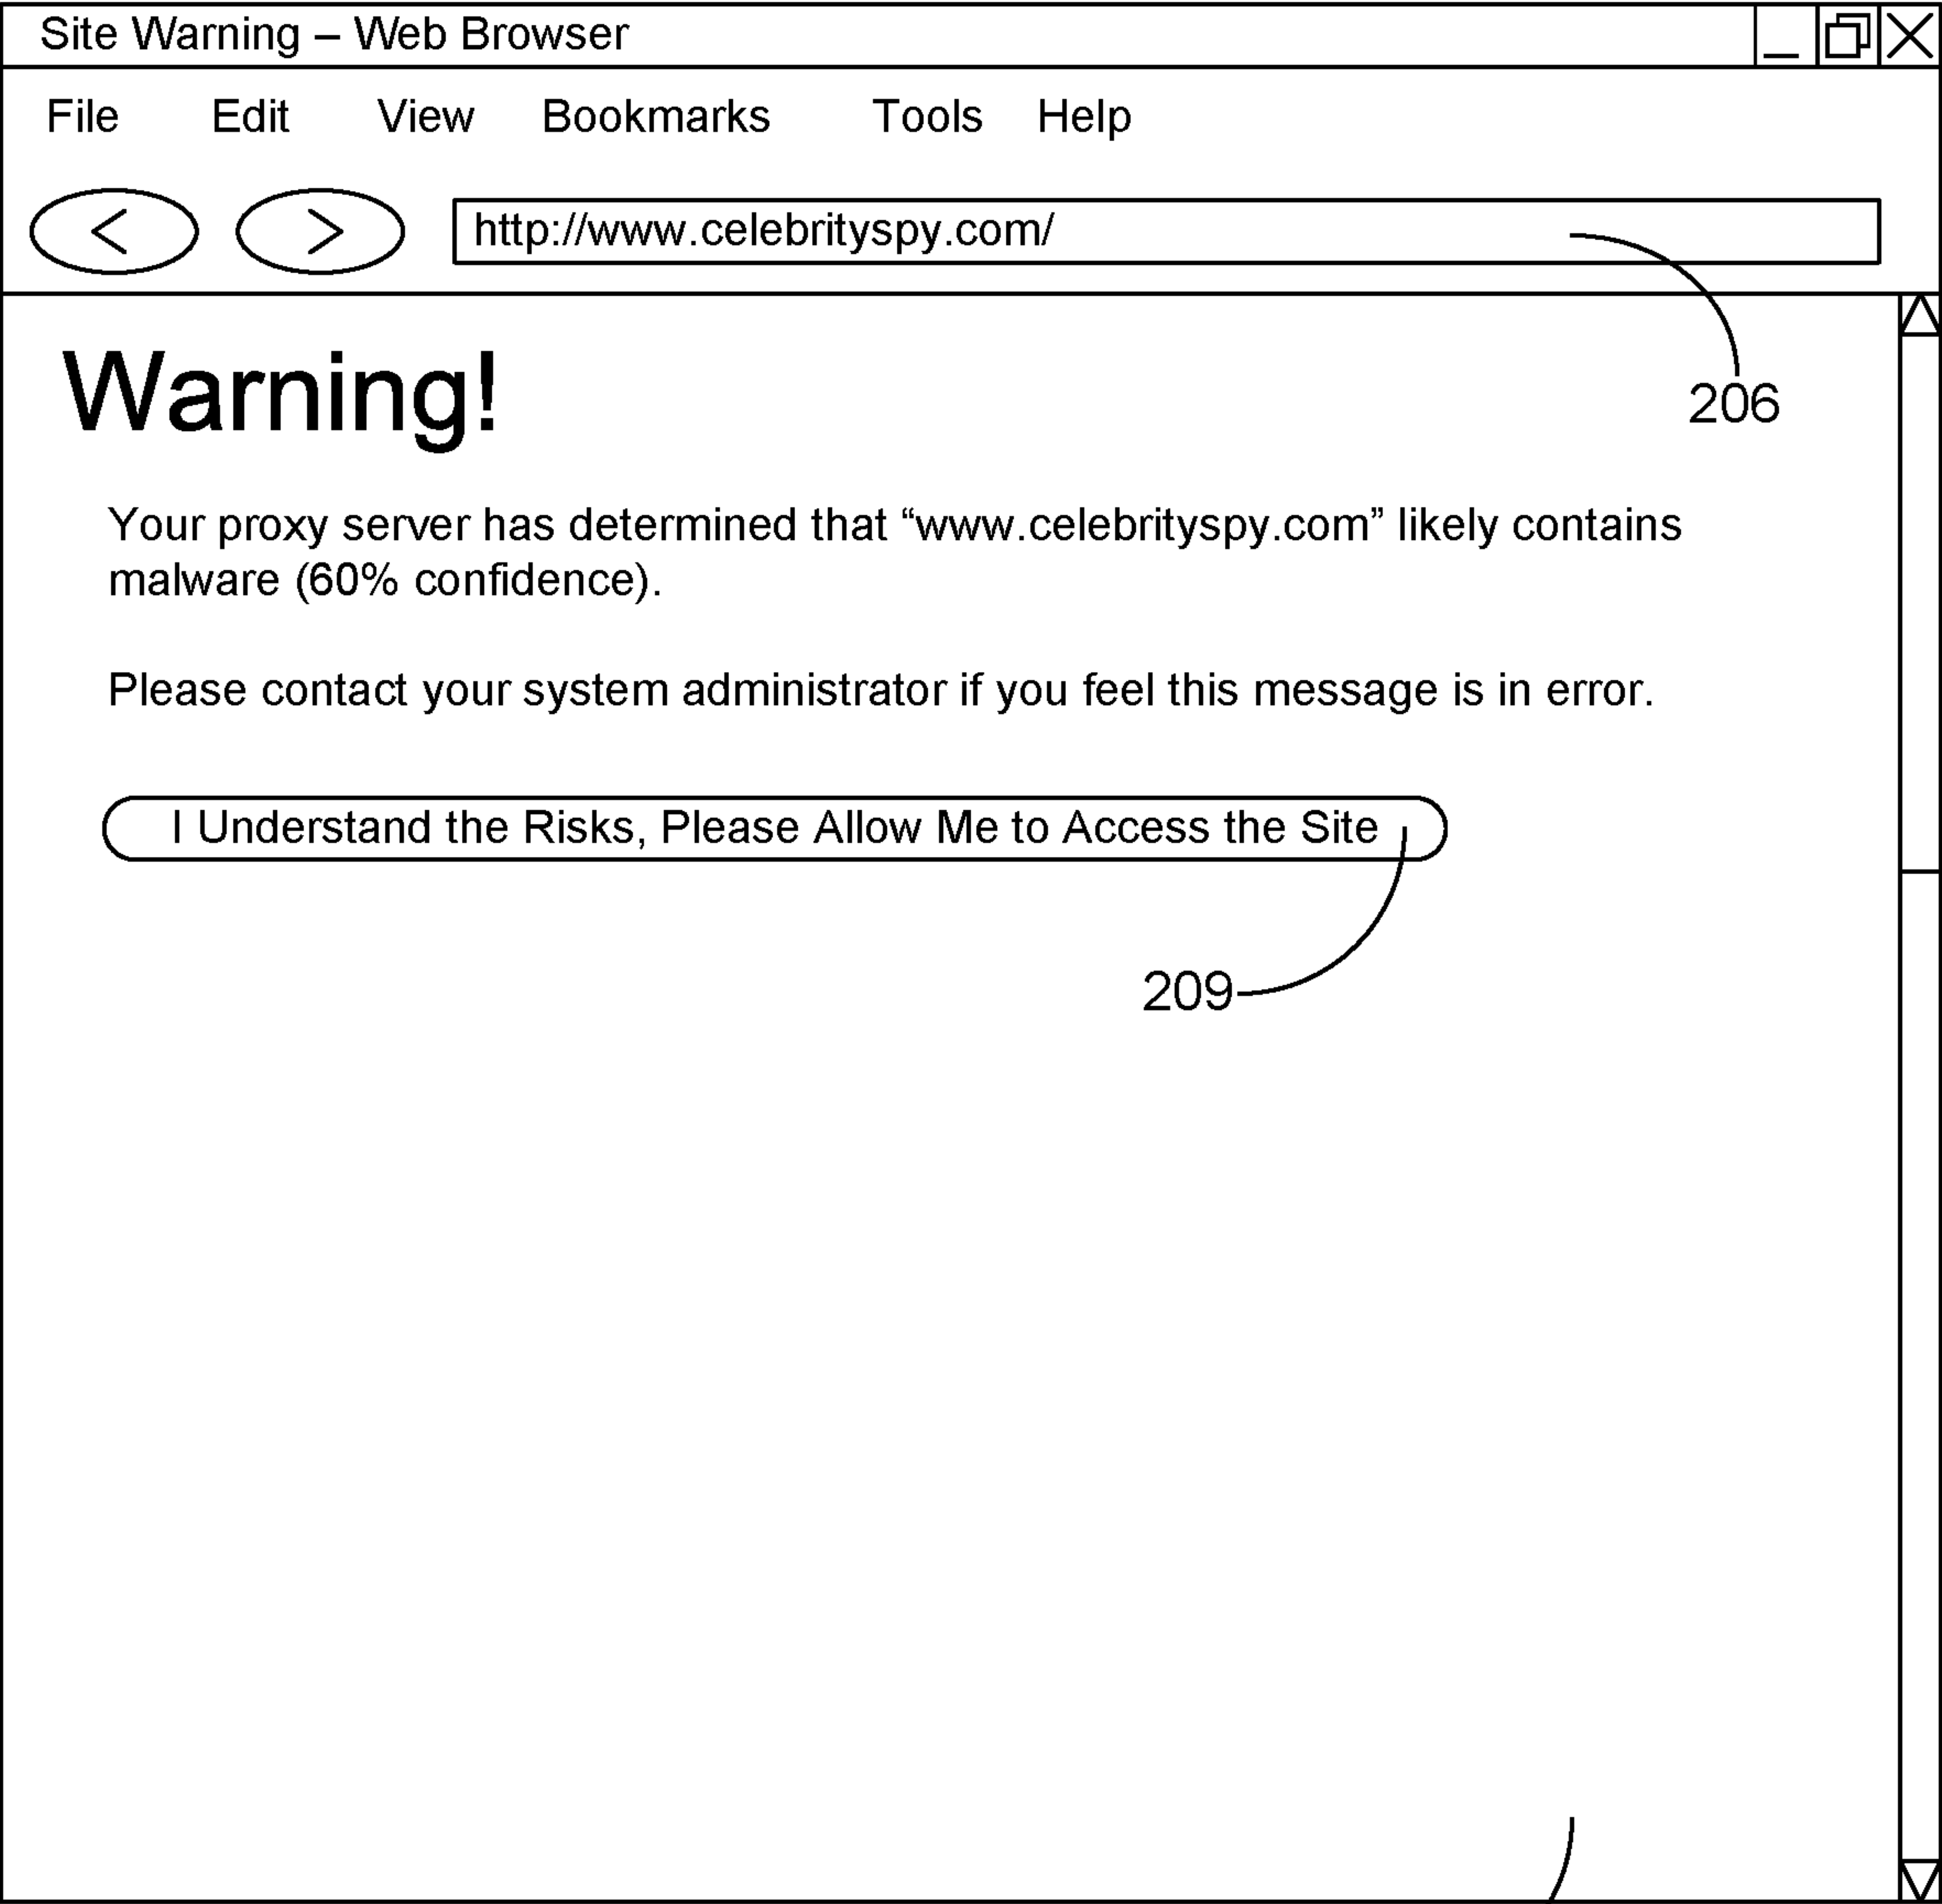 Site Warning – Web Browser
File Edit View Bookmarks Tools Help
http://www.celebrityspy.com/
206
Warning!
Your proxy server has determined that “www.celebrityspy.com” likely contains
malware (60% confidence).
Please contact your system administrator if you feel this message is in error.
I Understand the Risks, Please Allow Me to Access the Site
209